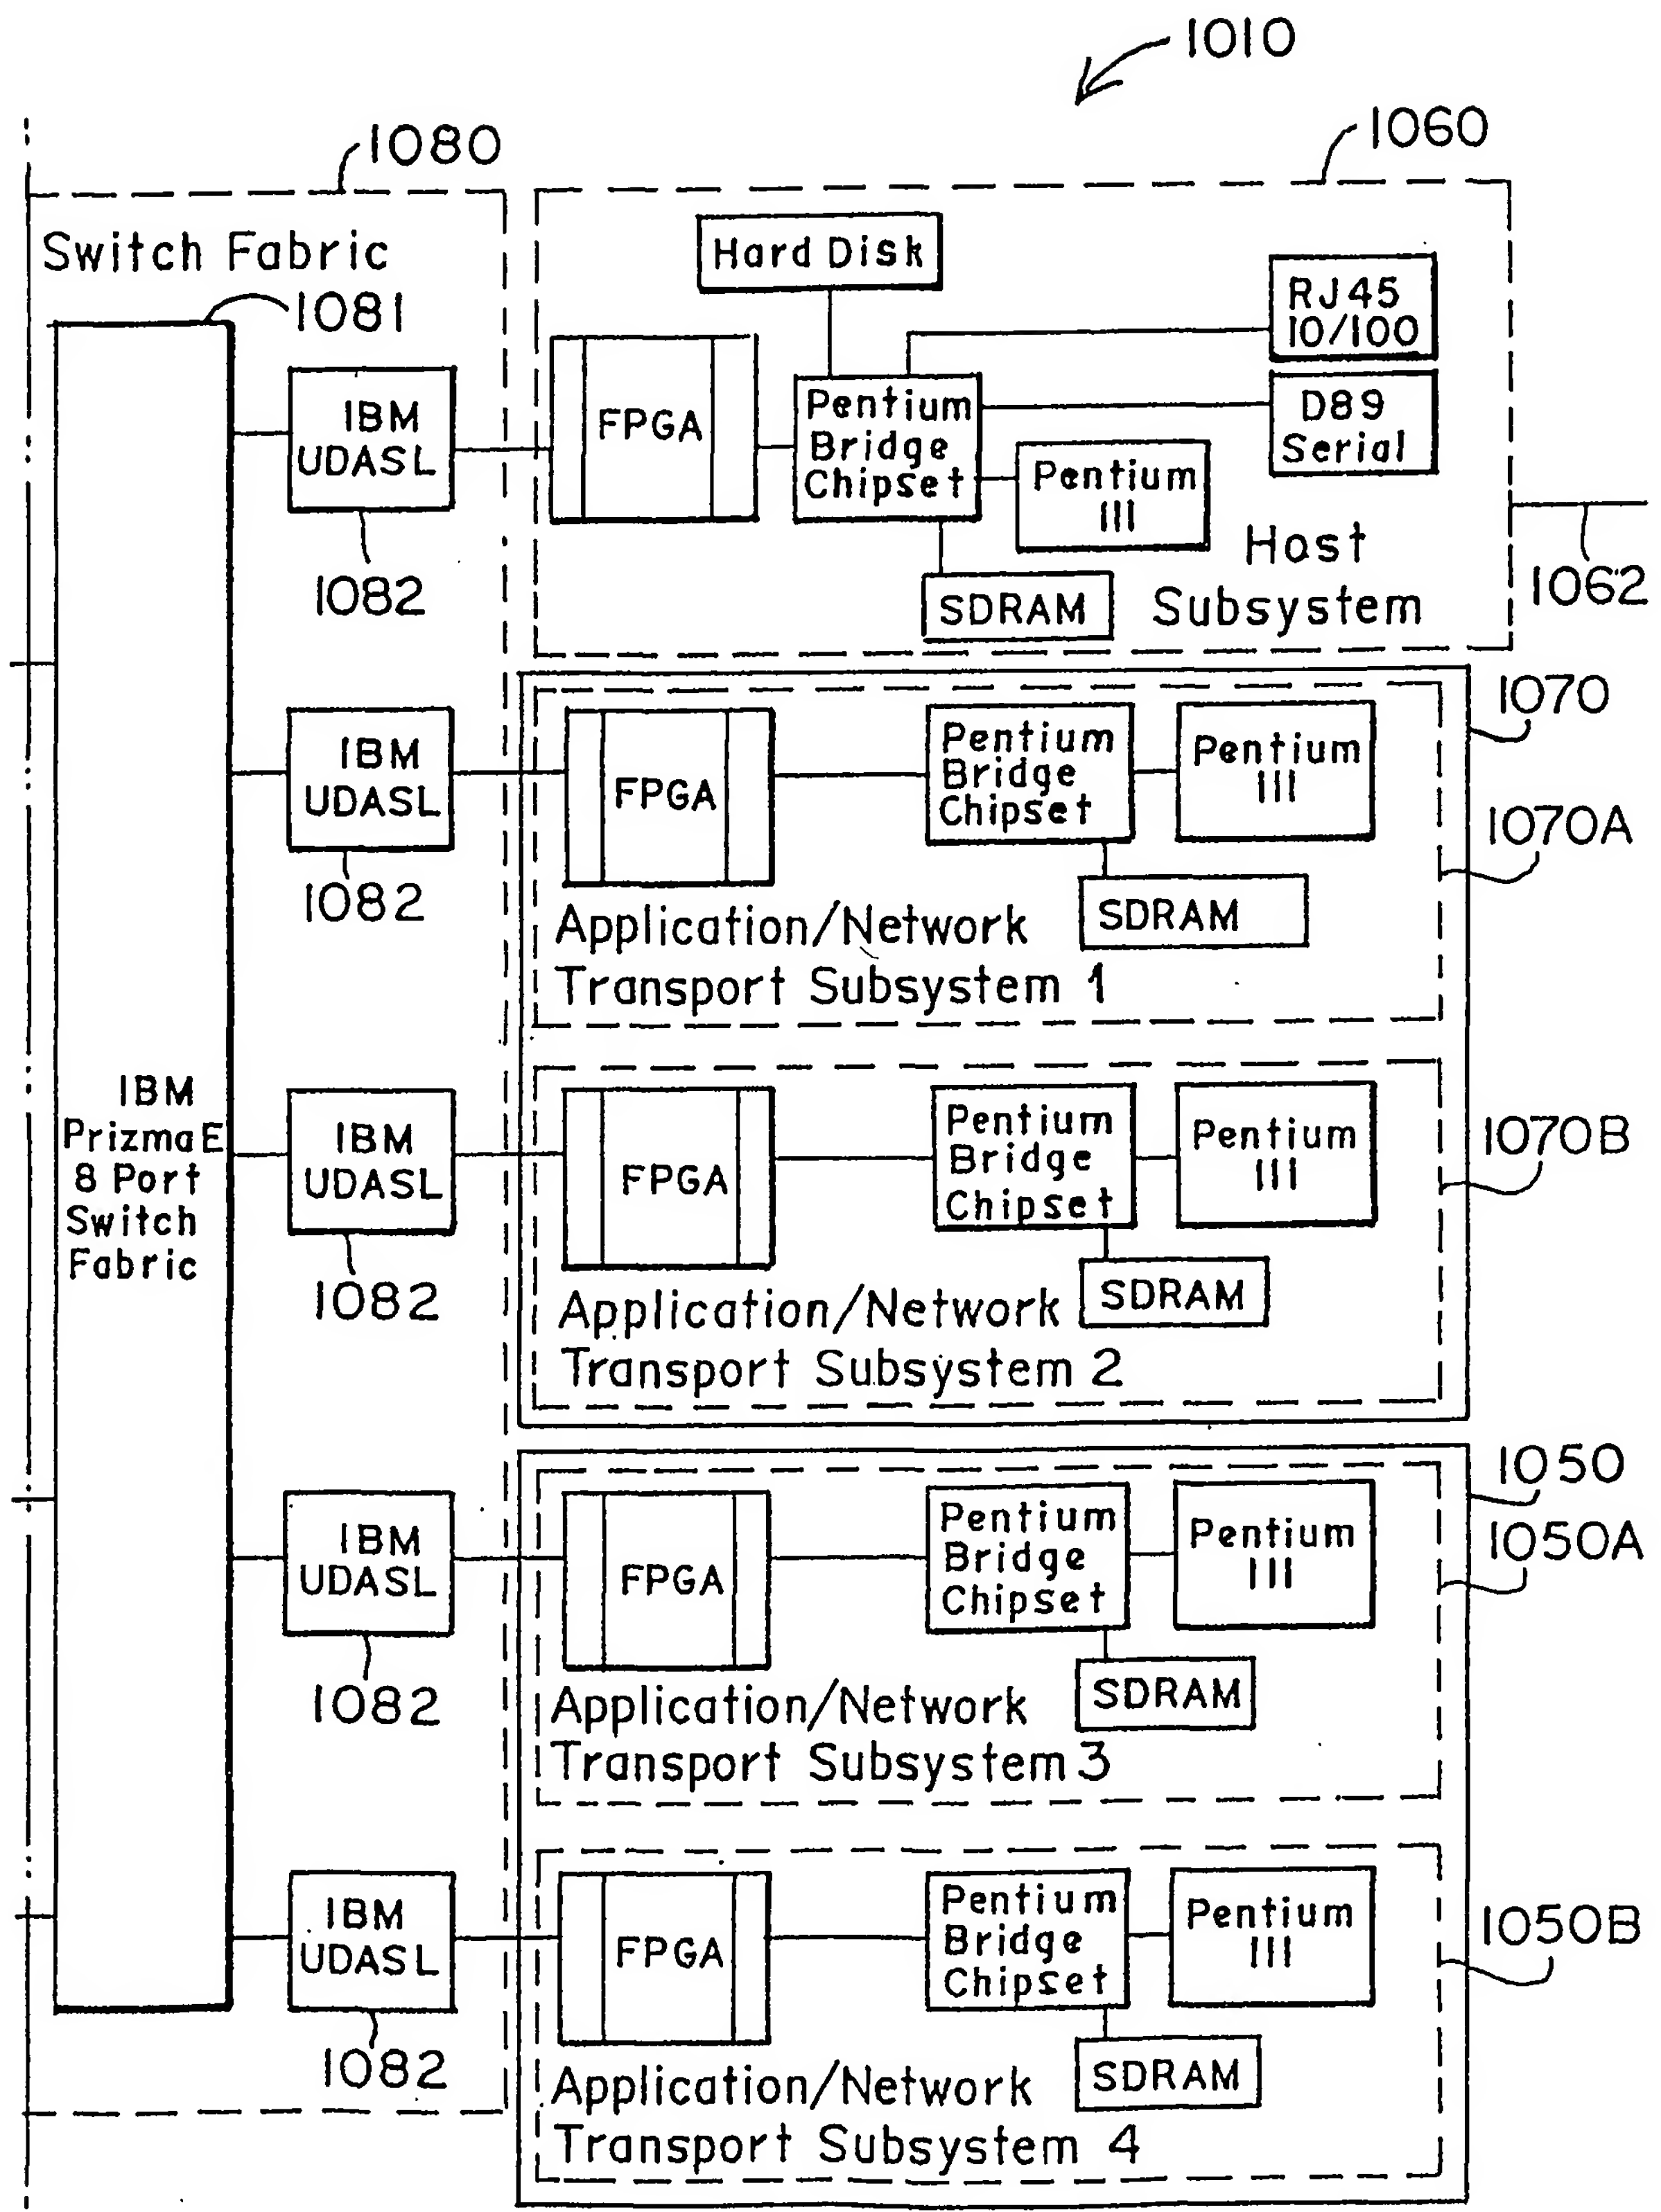 1010
1080
1060
Switch Fabric
1081
Hard Disk
RJ45
10/100
IBM
UDASL
FPGA
Pentium
Bridge
Chipset
D89
Serial
Pentium
III
1082
SDRAM
Host
Subsystem
1062
1070
IBM
UDASL
FPGA
Pentium
Bridge
Chipset
Pentium
III
1070A
1082
SDRAM
Application/Network
Transport Subsystem 1
IBM
PrizmaE
8 Port
Switch
Fabric
IBM
UDASL
FPGA
Pentium
Bridge
Chipset
Pentium
III
1070B
1082
SDRAM
Application/Network
Transport Subsystem 2
1050
IBM
UDASL
FPGA
Pentium
Bridge
Chipset
Pentium
III
1050A
1082
SDRAM
Application/Network
Transport Subsystem 3
IBM
UDASL
FPGA
Pentium
Bridge
Chipset
Pentium
III
1050B
1082
SDRAM
Application/Network
Transport Subsystem 4